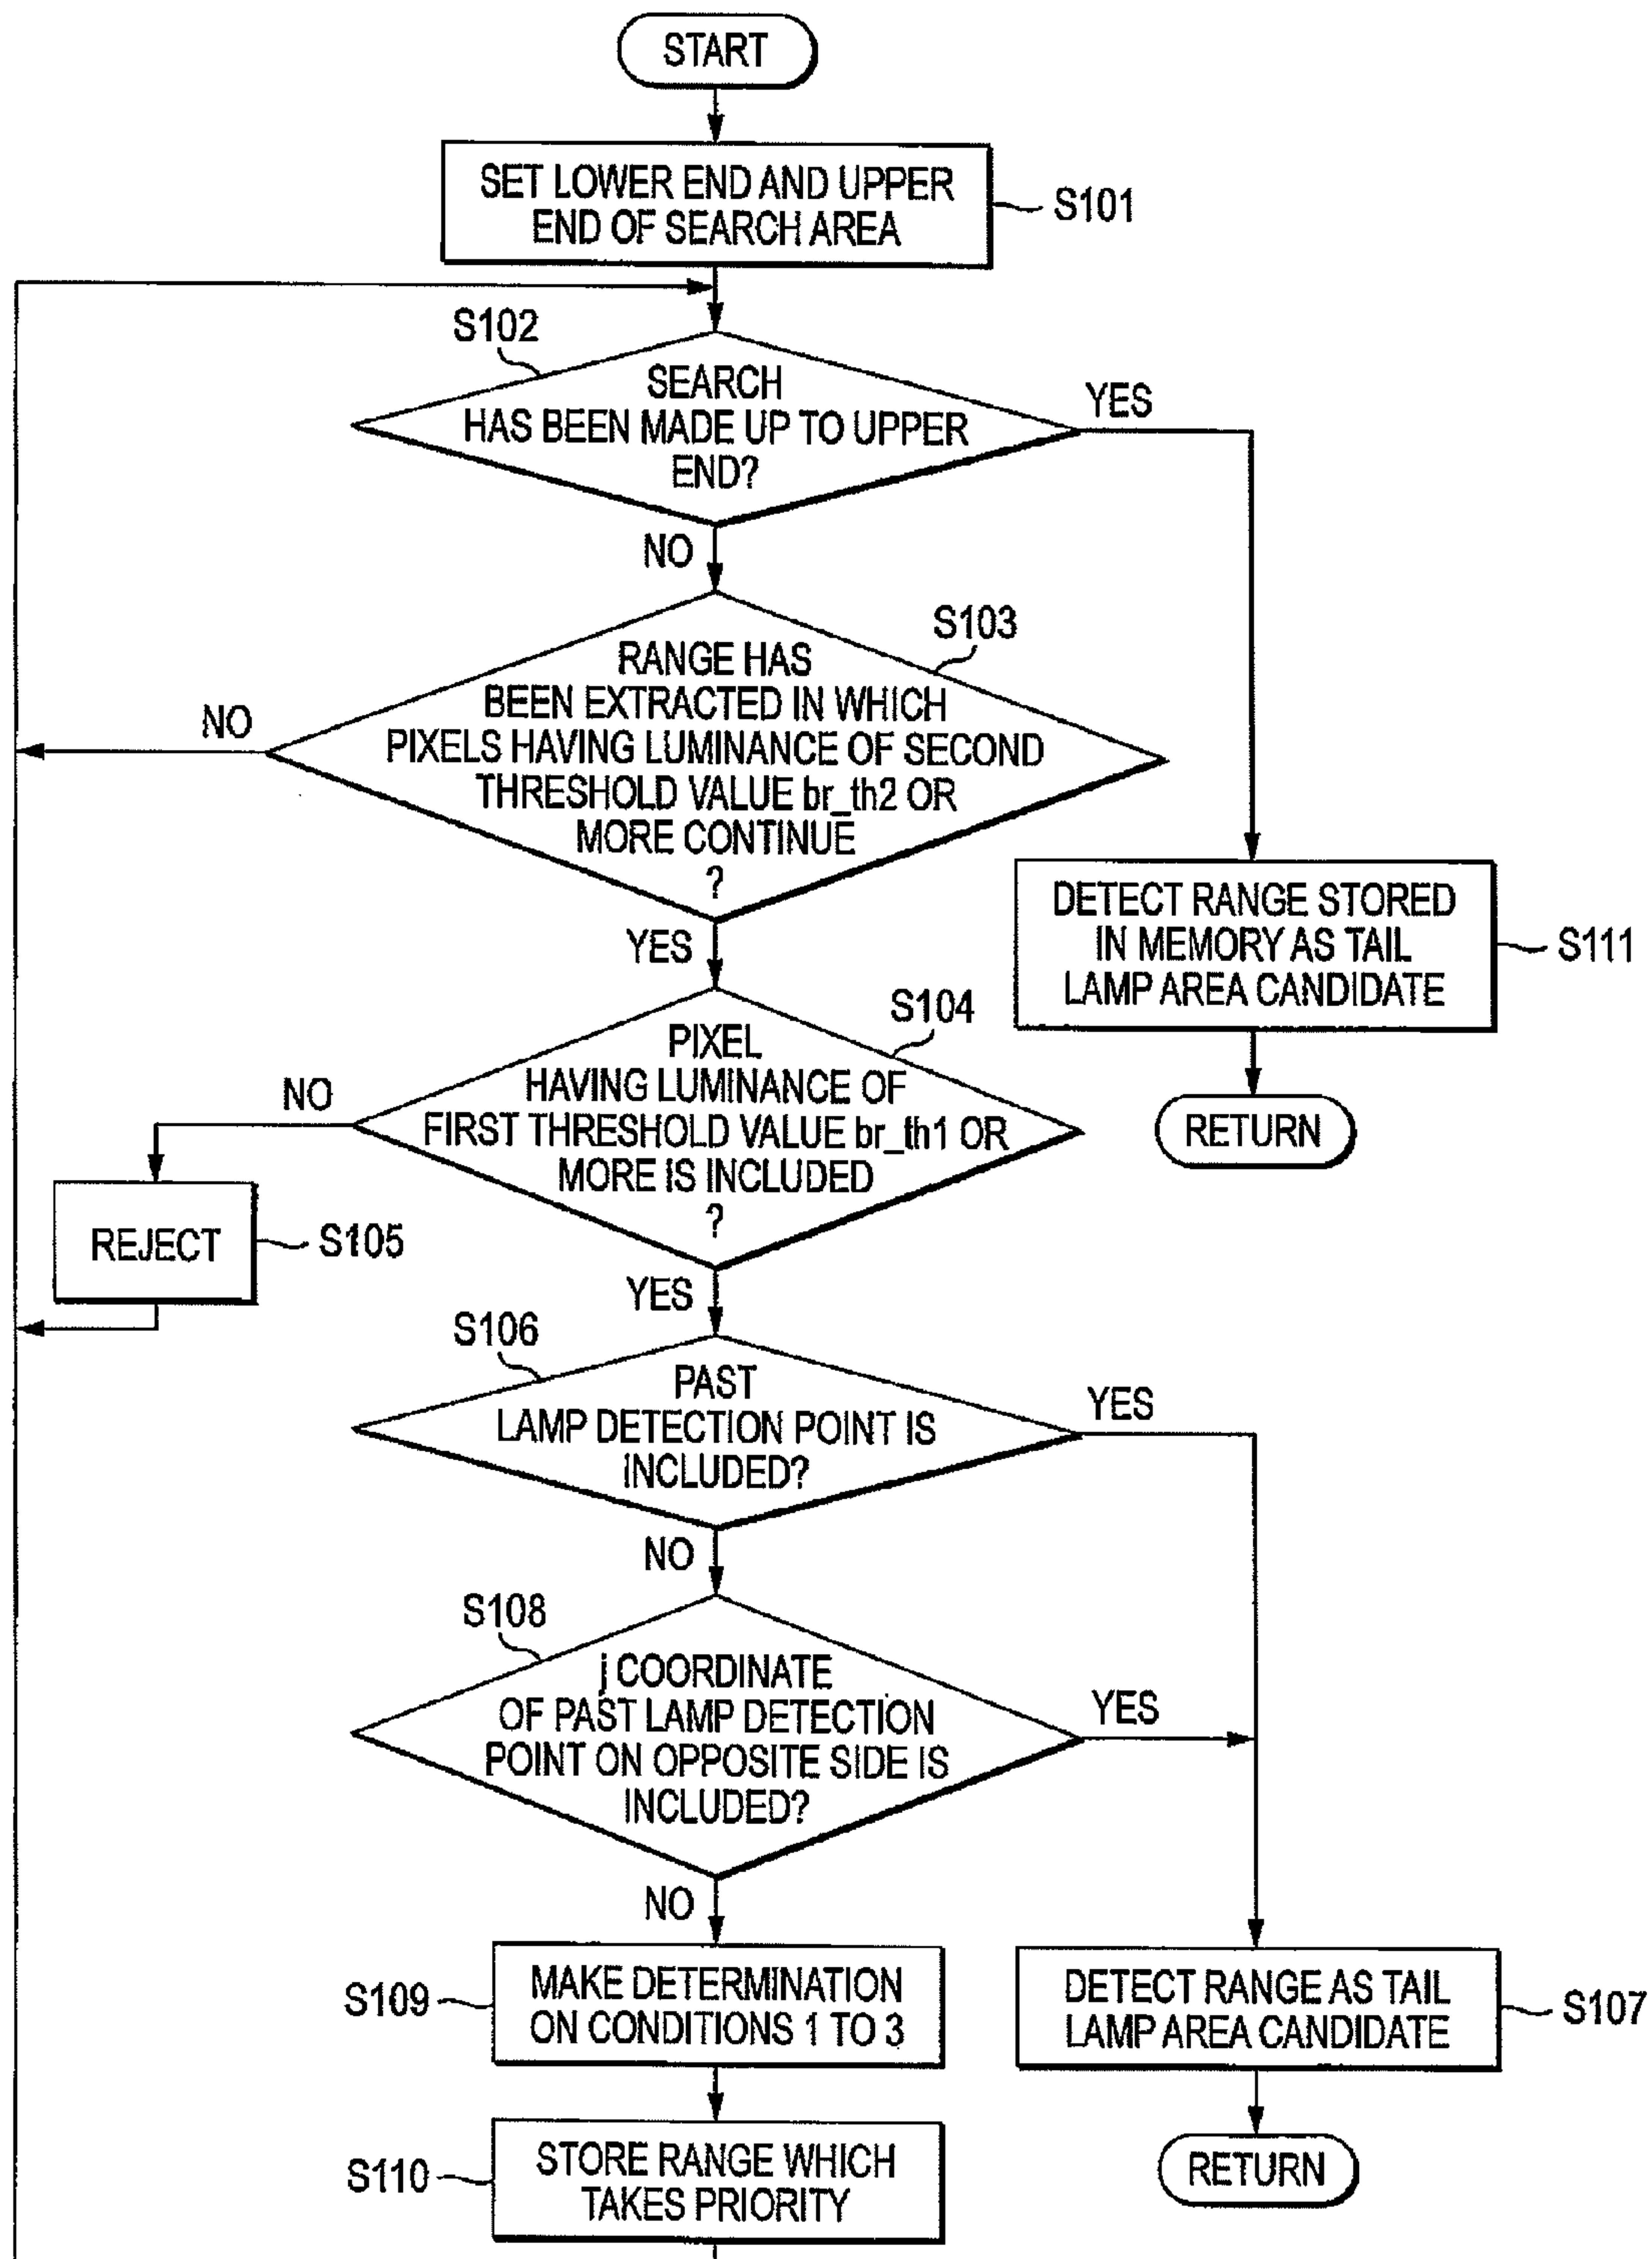 START
SET LOWER END AND UPPER
END OF SEARCH AREA
S101
S102
SEARCH
HAS BEEN MADE UP TO UPPER
END?
YES
NO
S103
RANGE HAS
BEEN EXTRACTED IN WHICH
PIXELS HAVING LUMINANCE OF SECOND
THRESHOLD VALUE br_th2 OR
MORE CONTINUE
?
NO
YES
DETECT RANGE STORED
IN MEMORY AS TAIL
LAMP AREA CANDIDATE
S111
RETURN
S104
PIXEL
HAVING LUMINANCE OF
FIRST THRESHOLD VALUE br_th1 OR
MORE IS INCLUDED
?
NO
REJECT
S105
YES
S106
PAST
LAMP DETECTION POINT IS
INCLUDED?
YES
NO
S108
j COORDINATE
OF PAST LAMP DETECTION
POINT ON OPPOSITE SIDE IS
INCLUDED?
YES
NO
S109
MAKE DETERMINATION
ON CONDITIONS 1 TO 3
DETECT RANGE AS TAIL
LAMP AREA CANDIDATE
S107
S110
STORE RANGE WHICH
TAKES PRIORITY
RETURN